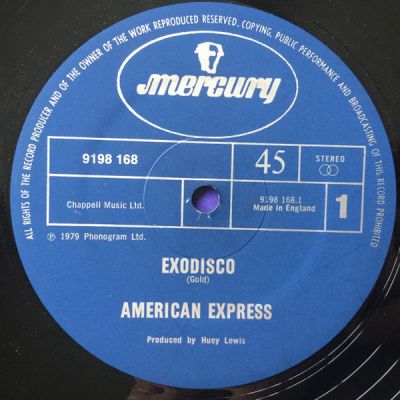 ALL RIGHTS OF THE RECORD PRODUCER AND OF THE OWNER OF THE WORK REPRODUCED RESERVED. COPYING, PUBLIC PERFORMANCE AND BROADCASTING OF THIS RECORD PROHIBITED
mercury
9198 168
45
STEREO
Chappell Music Ltd.
9198 168.1
Made in England
1
℗ 1979 Phonogram Ltd.
EXODISCO
(Gold)
AMERICAN EXPRESS
Produced by Huey Lewis